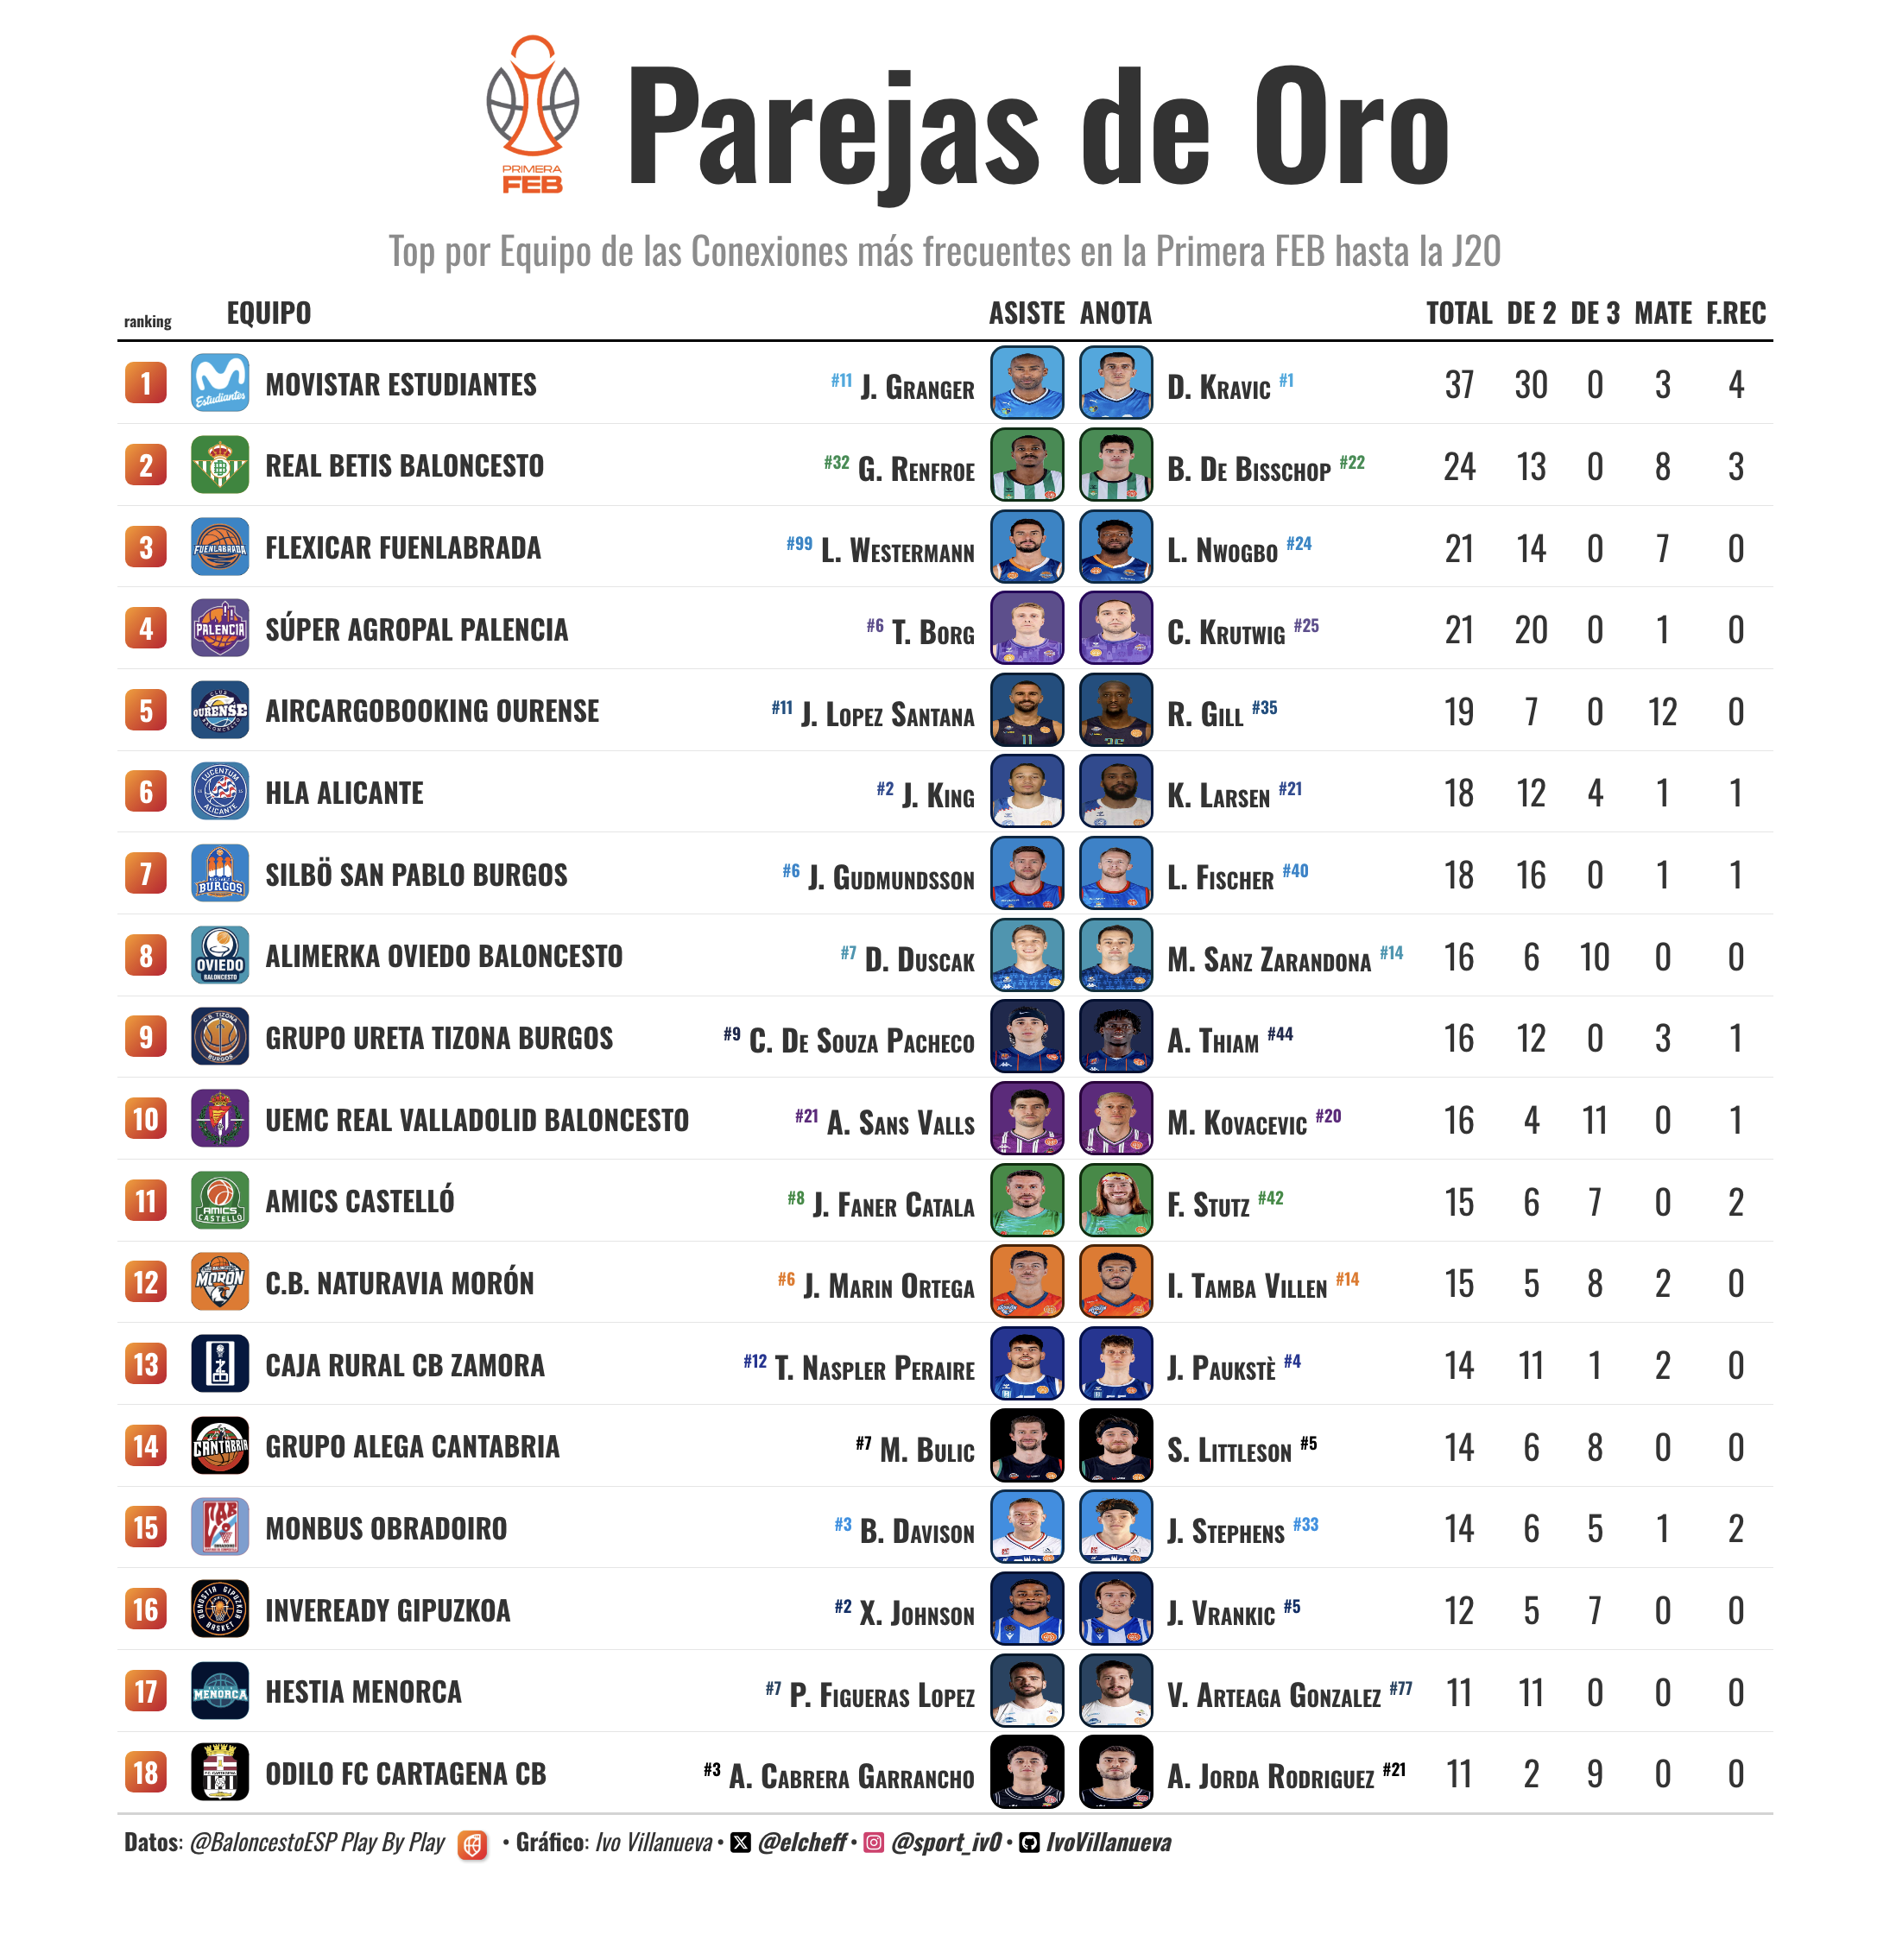 PRIMERA
FEB
Parejas de Oro
Top por Equipo de las Conexiones más frecuentes en la Primera FEB hasta la J20
ranking EQUIPO ASISTE ANOTA TOTAL DE 2 DE 3 MATE F.REC
1 MOVISTAR ESTUDIANTES #11 J. GRANGER D. KRAVIC #1 37 30 0 3 4
2 REAL BETIS BALONCESTO #32 G. RENFROE B. DE BISSCHOP #22 24 13 0 8 3
3 FLEXICAR FUENLABRADA #99 L. WESTERMANN L. NWOGBO #24 21 14 0 7 0
4 SÚPER AGROPAL PALENCIA #6 T. BORG C. KRUTWIG #25 21 20 0 1 0
5 AIRCARGOBOOKING OURENSE #11 J. LOPEZ SANTANA R. GILL #35 19 7 0 12 0
6 HLA ALICANTE #2 J. KING K. LARSEN #21 18 12 4 1 1
7 SILBÖ SAN PABLO BURGOS #6 J. GUDMUNDSSON L. FISCHER #40 18 16 0 1 1
8 ALIMERKA OVIEDO BALONCESTO #7 D. DUSCAK M. SANZ ZARANDONA #14 16 6 10 0 0
9 GRUPO URETA TIZONA BURGOS #9 C. DE SOUZA PACHECO A. THIAM #44 16 12 0 3 1
10 UEMC REAL VALLADOLID BALONCESTO #21 A. SANS VALLS M. KOVACEVIC #20 16 4 11 0 1
11 AMICS CASTELLÓ #8 J. FANER CATALA F. STUTZ #42 15 6 7 0 2
12 C.B. NATURAVIA MORÓN #6 J. MARIN ORTEGA I. TAMBA VILLEN #14 15 5 8 2 0
13 CAJA RURAL CB ZAMORA #12 T. NASPLER PERAIRE J. PAUKSTÈ #4 14 11 1 2 0
14 GRUPO ALEGA CANTABRIA #7 M. BULIC S. LITTLESON #5 14 6 8 0 0
15 MONBUS OBRADOIRO #3 B. DAVISON J. STEPHENS #33 14 6 5 1 2
16 INVEREADY GIPUZKOA #2 X. JOHNSON J. VRANKIC #5 12 5 7 0 0
17 HESTIA MENORCA #7 P. FIGUERAS LOPEZ V. ARTEAGA GONZALEZ #77 11 11 0 0 0
18 ODILO FC CARTAGENA CB #3 A. CABRERA GARRANCHO A. JORDA RODRIGUEZ #21 11 2 9 0 0
Datos: @BaloncestoESP Play By Play • Gráfico: Ivo Villanueva • @elcheff • @sport_iv0 • IvoVillanueva